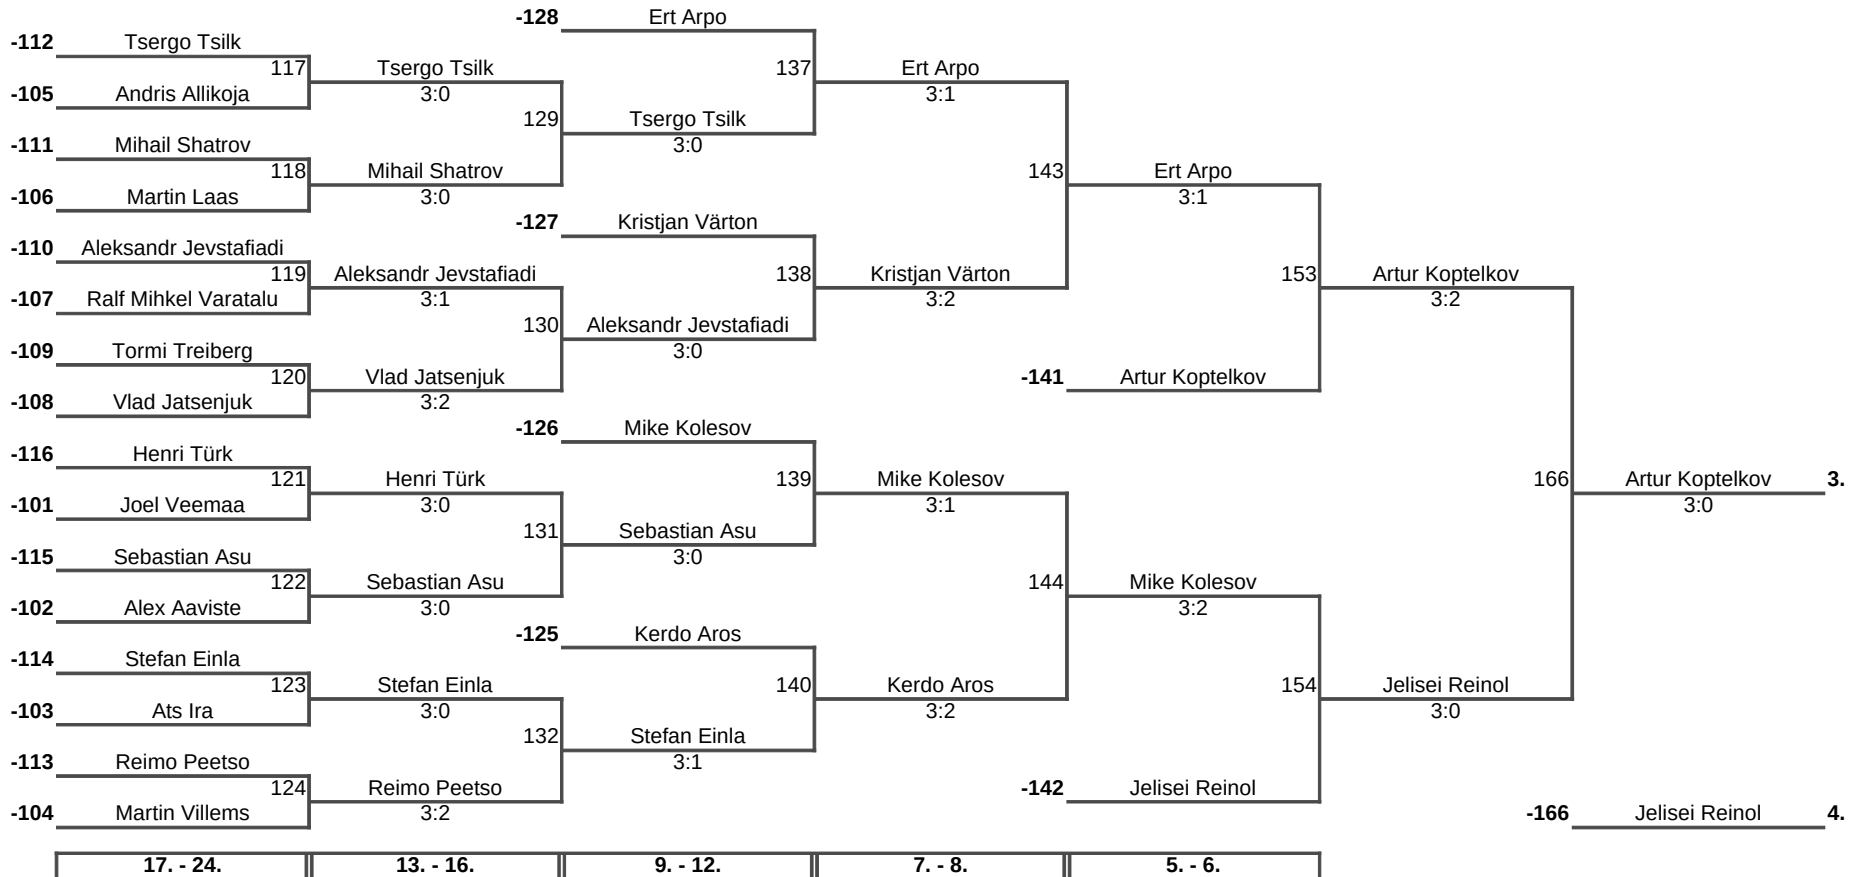 -128 Ert Arpo
-112 Tsergo Tsilk
117 Tsergo Tsilk 137 Ert Arpo
-105 Andris Allikoja 3:0 3:1
129 Tsergo Tsilk
-111 Mihail Shatrov 3:0
118 Mihail Shatrov 143 Ert Arpo
-106 Martin Laas 3:0 3:1
-127 Kristjan Värton
-110 Aleksandr Jevstafiadi
119 Aleksandr Jevstafiadi 138 Kristjan Värton 153 Artur Koptelkov
-107 Ralf Mihkel Varatalu 3:1 3:2 3:2
130 Aleksandr Jevstafiadi
-109 Tormi Treiberg 3:0
120 Vlad Jatsenjuk -141 Artur Koptelkov
-108 Vlad Jatsenjuk 3:2
-126 Mike Kolesov
-116 Henri Türk
121 Henri Türk 139 Mike Kolesov 166 Artur Koptelkov 3.
-101 Joel Veemaa 3:0 3:1 3:0
131 Sebastian Asu
-115 Sebastian Asu 3:0
122 Sebastian Asu 144 Mike Kolesov
-102 Alex Aaviste 3:0 3:2
-125 Kerdo Aros
-114 Stefan Einla
123 Stefan Einla 140 Kerdo Aros 154 Jelisei Reinol
-103 Ats Ira 3:0 3:2 3:0
132 Stefan Einla
-113 Reimo Peetso 3:1
124 Reimo Peetso -142 Jelisei Reinol
-104 Martin Villems 3:2 -166 Jelisei Reinol 4.
17. - 24. 13. - 16. 9. - 12. 7. - 8. 5. - 6.